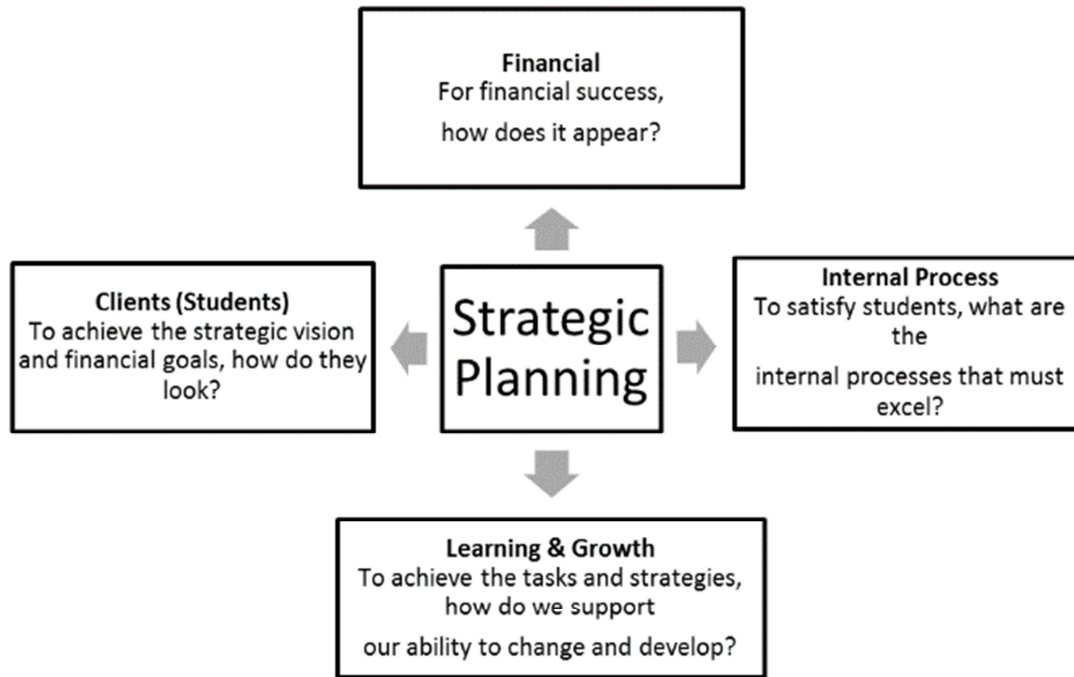 Financial
For financial success,
how does it appear?
Clients (Students)
To achieve the strategic vision
and financial goals, how do they
look?
Strategic
Planning
Internal Process
To satisfy students, what are
the
internal processes that must
excel?
Learning & Growth
To achieve the tasks and strategies,
how do we support
our ability to change and develop?